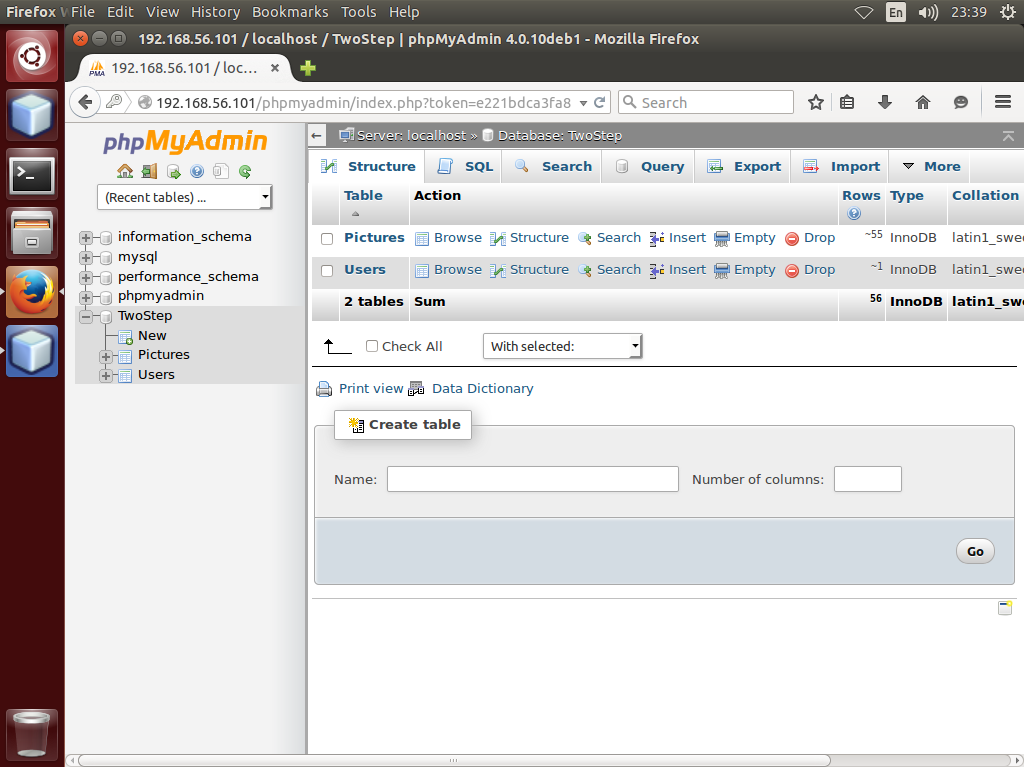 Firefox W File Edit View History Bookmarks Tools Help En 23:39
192.168.56.101 / localhost / TwoStep | phpMyAdmin 4.0.10deb1 - Mozilla Firefox
PMA 192.168.56.101 / loc...
192.168.56.101/phpmyadmin/index.php?token=e221bdca3fa8 Search
phpMyAdmin
(Recent tables) ...
information_schema
mysql
performance_schema
phpmyadmin
TwoStep
New
Pictures
Users
Server: localhost » Database: TwoStep
Structure SQL Search Query Export Import More
Table Action Rows Type Collation
Pictures Browse Structure Search Insert Empty Drop ~55 InnoDB latin1_swe
Users Browse Structure Search Insert Empty Drop ~1 InnoDB latin1_swe
2 tables Sum 56 InnoDB latin1_swe
Check All With selected:
Print view Data Dictionary
Create table
Name: Number of columns:
Go